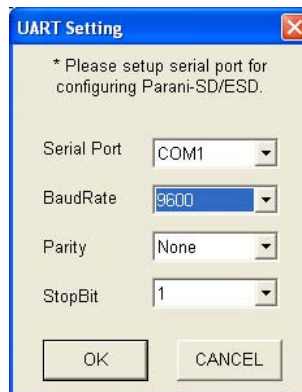 UART Setting
* Please setup serial port for
configuring Parani-SD/ESD.
Serial Port COM1
BaudRate 9600
Parity None
StopBit 1
OK CANCEL